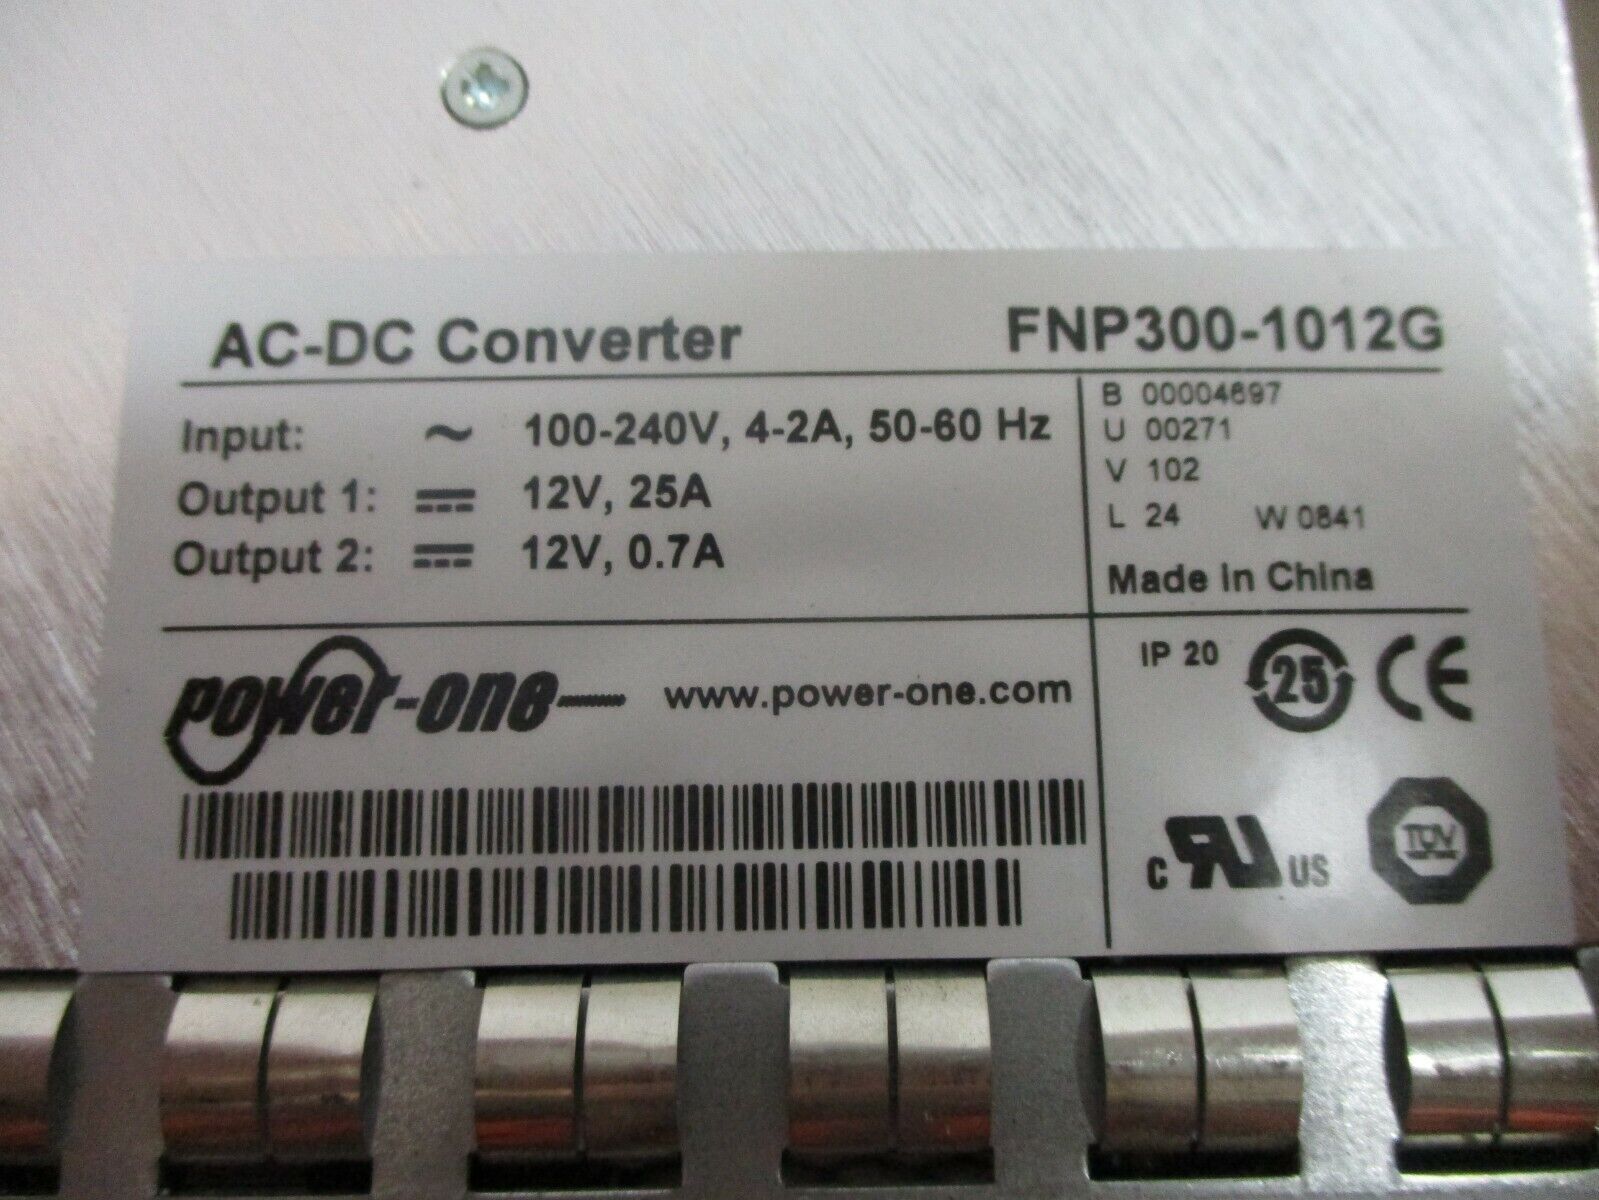 AC-DC Converter FNP300-1012G
Input: ~ 100-240V, 4-2A, 50-60 Hz
Output 1: 12V, 25A
Output 2: 12V, 0.7A
B 00004697
U 00271
V 102
L 24 W 0841
Made in China
power-one www.power-one.com
IP 20 25 CE
C RU US
TÜV